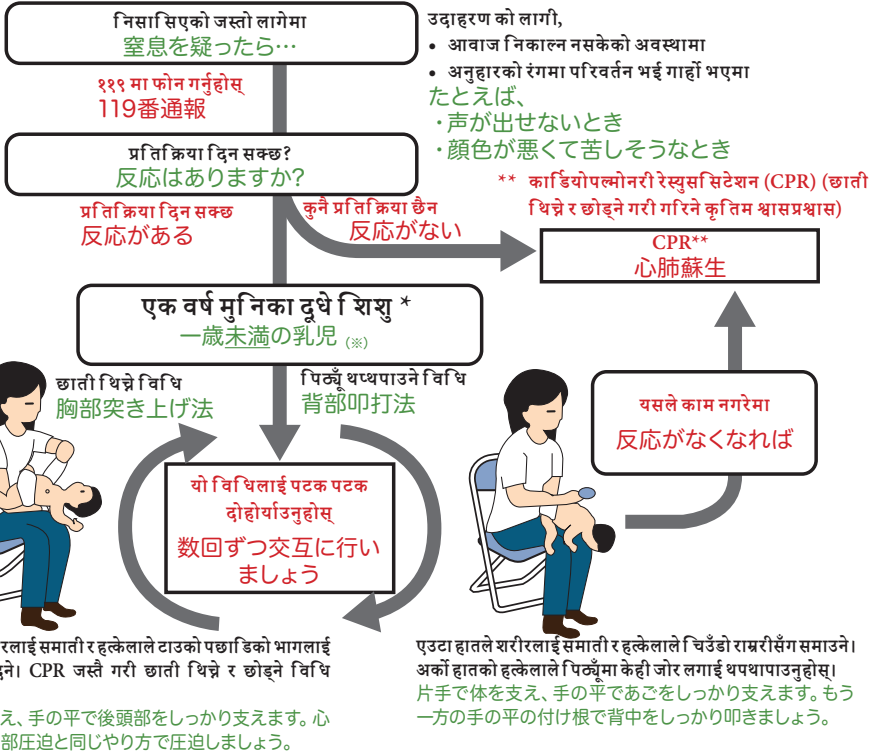 निसासिएको जस्तो लागेमा
窒息を疑ったら…
उदाहरण को लागी,
• आवाज निकाल्न नसकेको अवस्थामा
• अनुहारको रंगमा परिवर्तन भई गाह्रो भएमा
たとえば、
・声が出せないとき
・顔色が悪くて苦しそうなとき
११९ मा फोन गर्नुहोस्
119番通報
प्रतिक्रिया दिन सक्छ?
反応はありますか?
** कार्डियोपल्मोनरी रेस्युससिटेशन (CPR) (छाती
थिच्ने र छोड्ने गरी गरिने कृतिम श्वासप्रश्वास)
प्रतिक्रिया दिन सक्छ
反応がある
कुनै प्रतिक्रिया छैन
反応がない
CPR**
心肺蘇生
एक वर्ष मुनिका दूधे शिशु *
一歳未満の乳児 (※)
छाती थिच्ने विधि
胸部突き上げ法
पिठ्यूँ थप्थपाउने विधि
背部叩打法
यसले काम नगरेमा
反応がなくなれば
यो विधिलाई पटक पटक
दोहोर्याउनुहोस्
数回ずつ交互に行い
ましょう
रलाई समाती र हत्केलाले टाउको पछाडिको भागलाई
ने। CPR जस्तै गरी छाती थिच्ने र छोड्ने विधि
え、手の平で後頭部をしっかり支えます。心
部圧迫と同じやり方で圧迫しましょう。
एउटा हातले शरीरलाई समाती र हत्केलाले चिउँडो राम्ररीसँग समाउने।
अर्को हातको हत्केलाले पिठ्यूँमा केही जोर लगाई थपथापाउनुहोस्।
片手で体を支え、手の平であごをしっかり支えます。もう
一方の手の平の付け根で背中をしっかり叩きましょう。